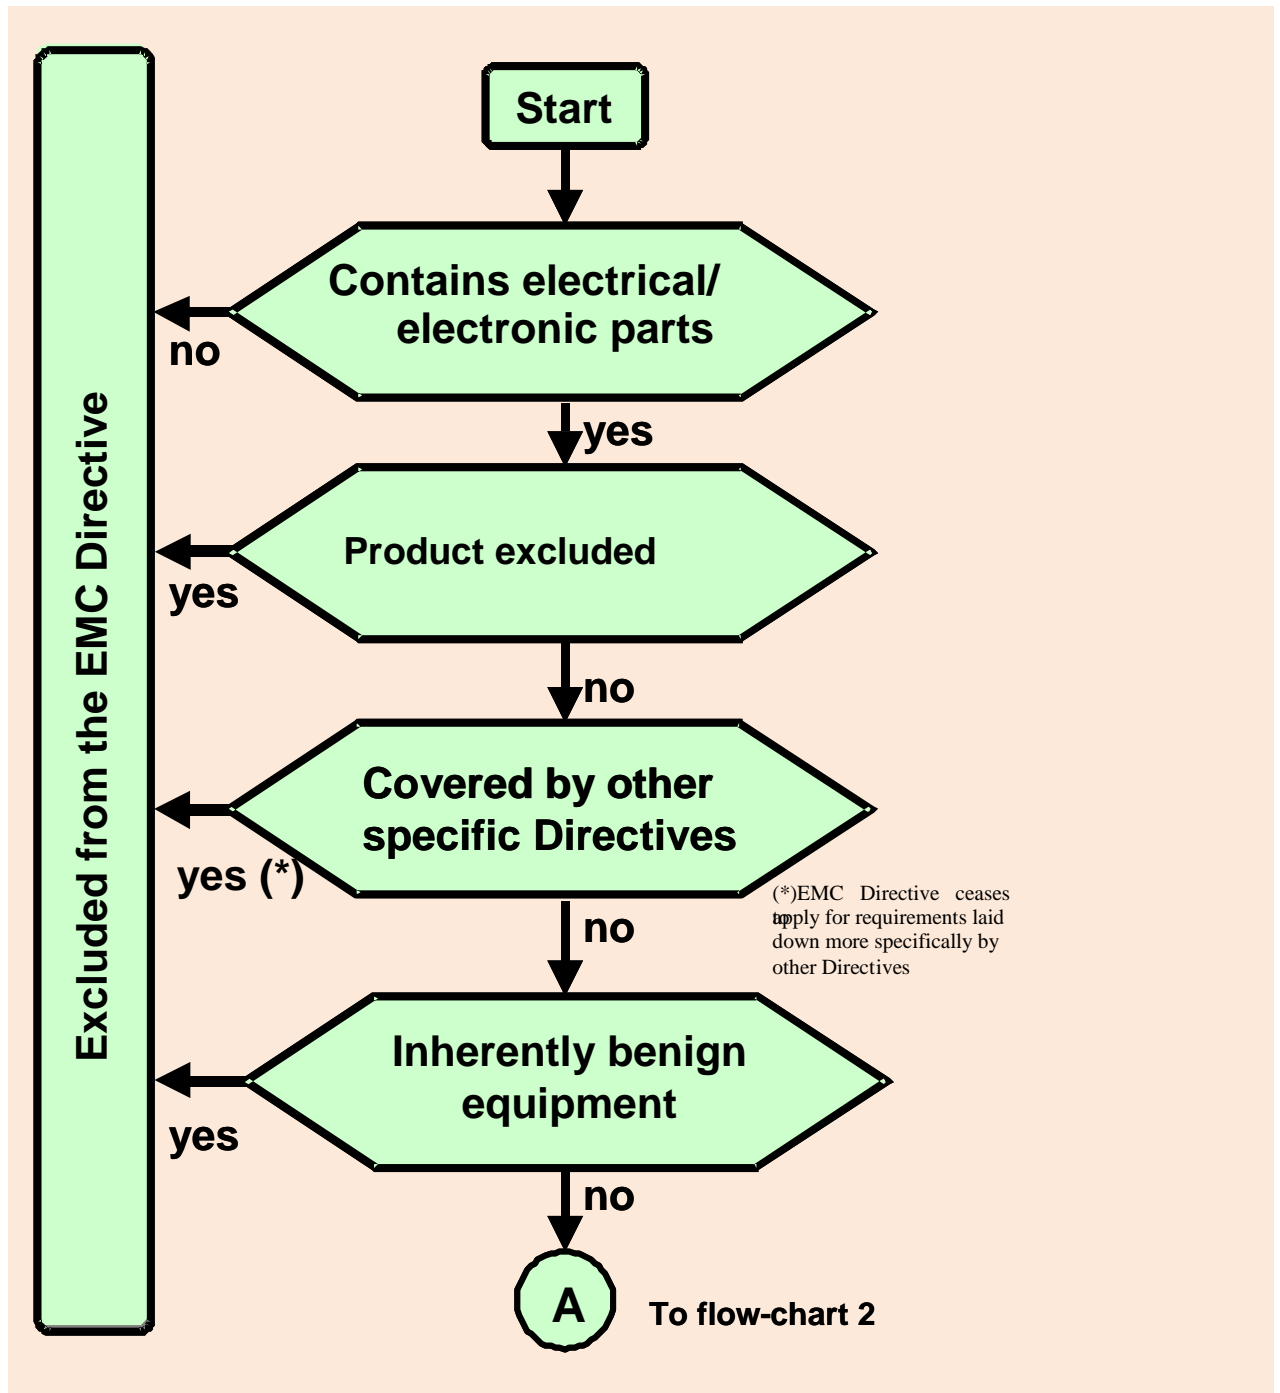 Start
Contains electrical/
electronic parts
no
yes
Product excluded
yes
no
Covered by other
specific Directives
yes (*)
no
(*)EMC Directive ceases
to
apply for requirements laid
down more specifically by
other Directives
Inherently benign
equipment
yes
no
A
To flow-chart 2
Excluded from the EMC Directive